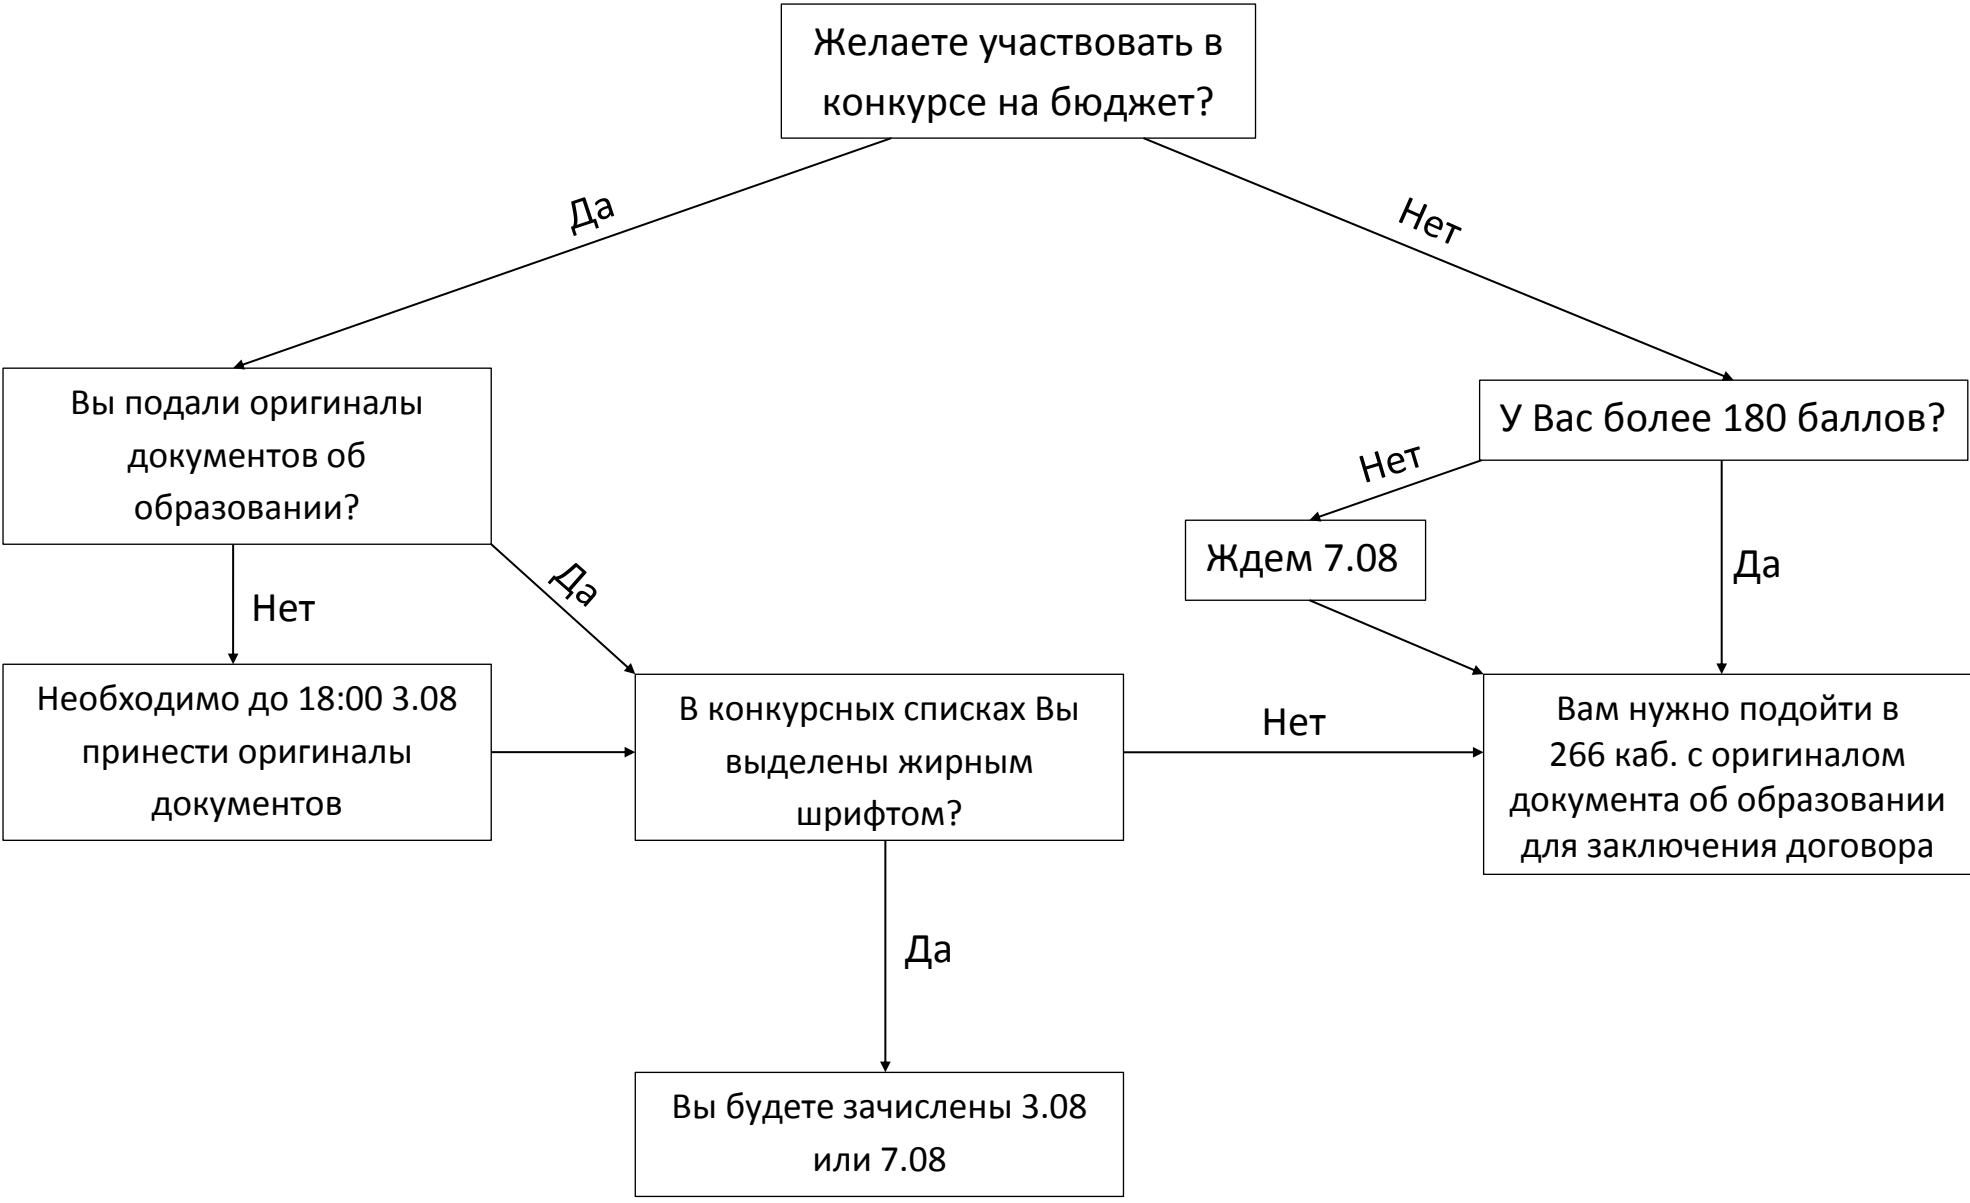 Желаете участвовать в
конкурсе на бюджет?
Да
Нет
Вы подали оригиналы
документов об
образовании?
У Вас более 180 баллов?
Нет
Ждем 7.08
Да
Да
Нет
Необходимо до 18:00 3.08
принести оригиналы
документов
В конкурсных списках Вы
выделены жирным
шрифтом?
Нет
Вам нужно подойти в
266 каб. с оригиналом
документа об образовании
для заключения договора
Да
Вы будете зачислены 3.08
или 7.08